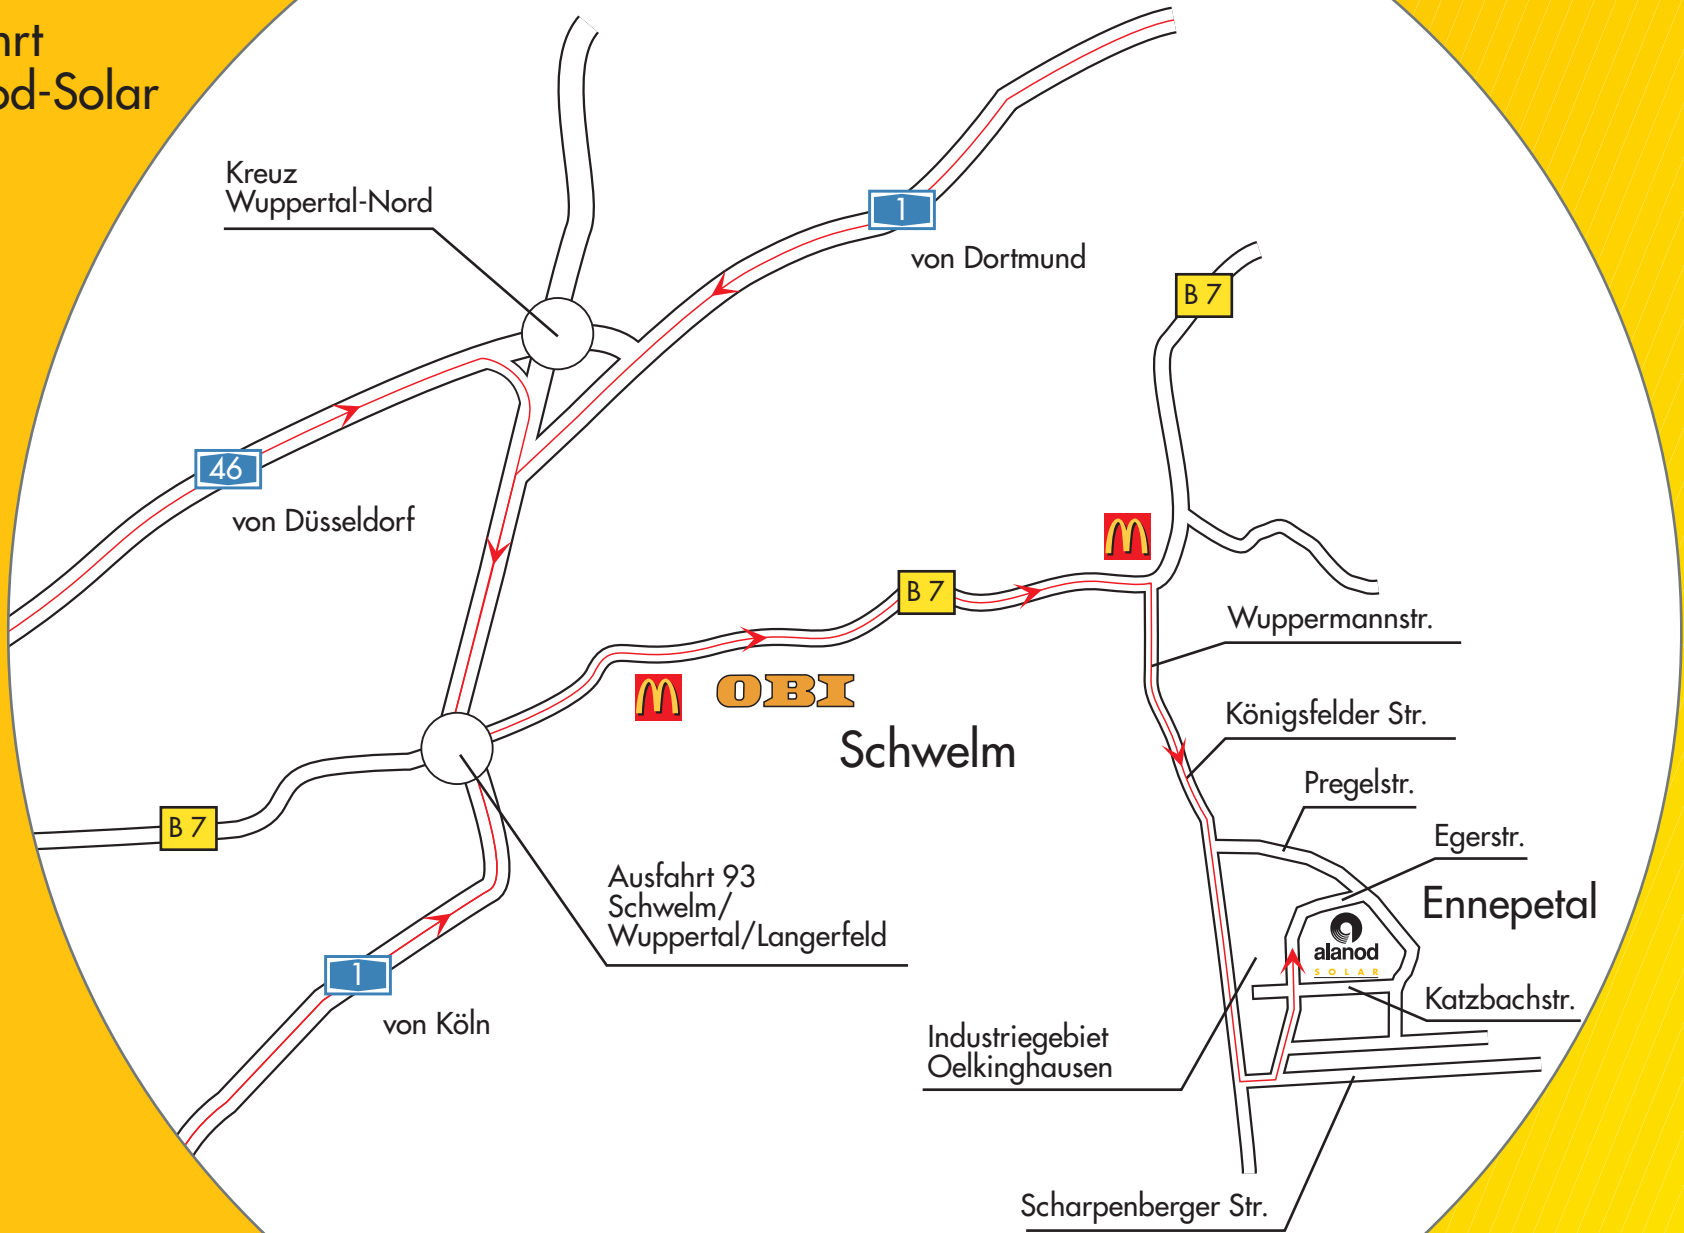 hrt
od-Solar
Kreuz
Wuppertal-Nord
1
von Dortmund
B 7
46
von Düsseldorf
B 7
Wuppermannstr.
OBI
Königsfelder Str.
Schwelm
Pregelstr.
B 7
Egerstr.
Ausfahrt 93
Schwelm/
Wuppertal/Langerfeld
Ennepetal
alanod
SOLAR
1
von Köln
Katzbachstr.
Industriegebiet
Oelkinghausen
Scharpenberger Str.